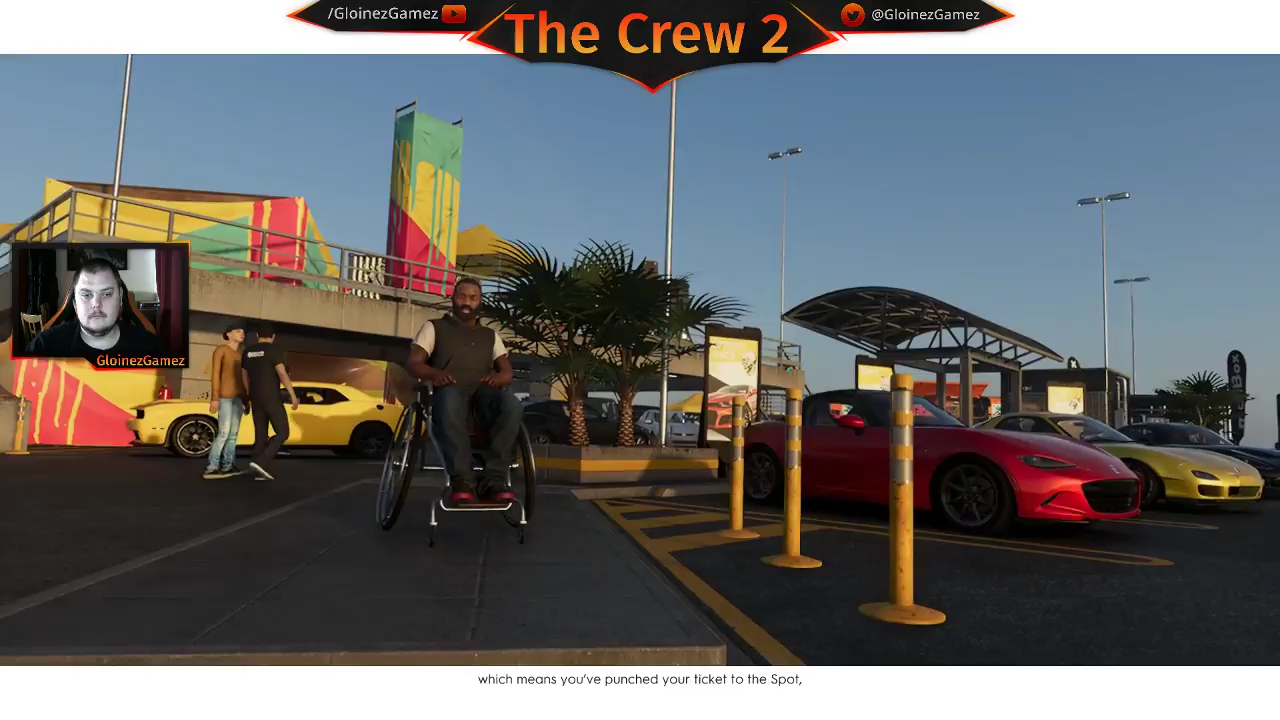 /GloinezGamez
The Crew 2
@GloinezGamez
GloinezGamez
which means you've punched your ticket to the Spot,